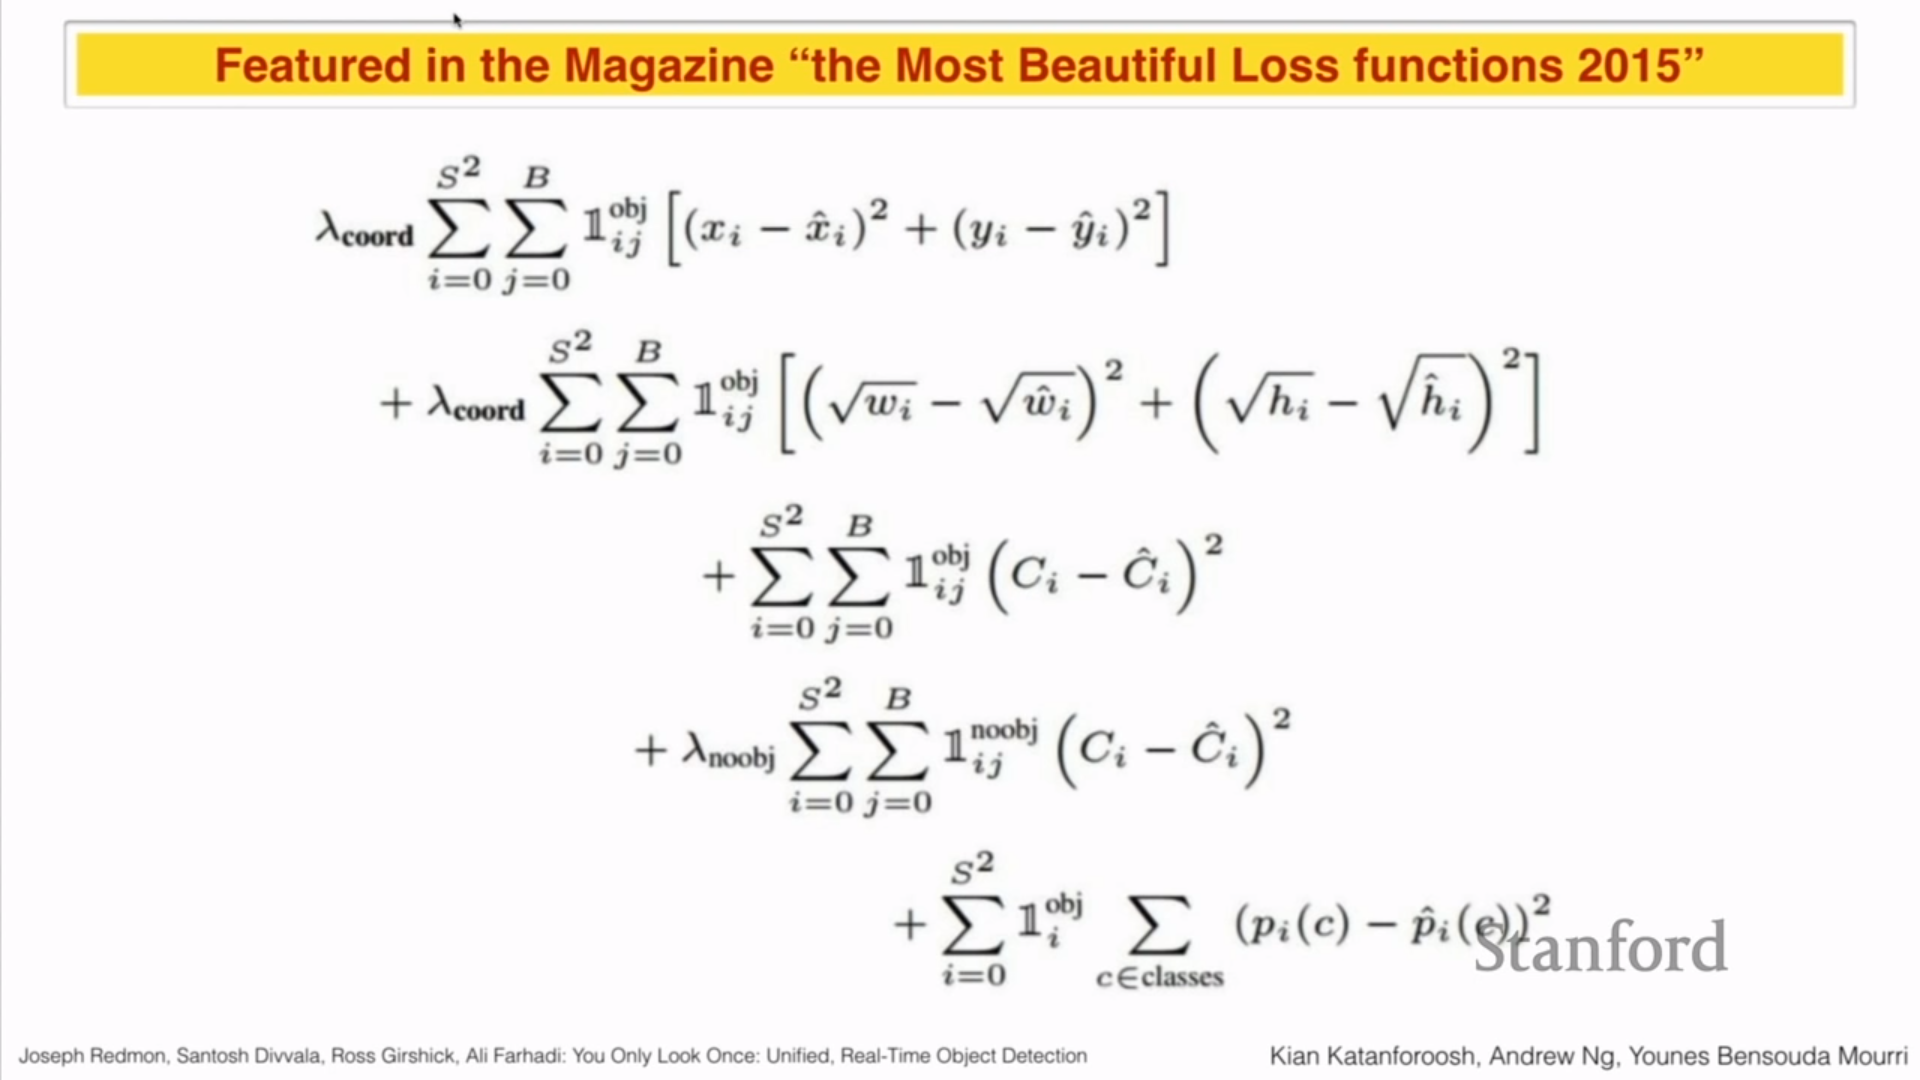 Featured in the Magazine “the Most Beautiful Loss functions 2015”
$\lambda_{\textbf{coord}} \sum_{i=0}^{S^2} \sum_{j=0}^{B} \mathbb{1}_{ij}^{\text{obj}} \left[ (x_i - \hat{x}_i)^2 + (y_i - \hat{y}_i)^2 \right]$
$+ \lambda_{\textbf{coord}} \sum_{i=0}^{S^2} \sum_{j=0}^{B} \mathbb{1}_{ij}^{\text{obj}} \left[ \left( \sqrt{w_i} - \sqrt{\hat{w}_i} \right)^2 + \left( \sqrt{h_i} - \sqrt{\hat{h}_i} \right)^2 \right]$
$+ \sum_{i=0}^{S^2} \sum_{j=0}^{B} \mathbb{1}_{ij}^{\text{obj}} \left( C_i - \hat{C}_i \right)^2$
$+ \lambda_{\text{noobj}} \sum_{i=0}^{S^2} \sum_{j=0}^{B} \mathbb{1}_{ij}^{\text{noobj}} \left( C_i - \hat{C}_i \right)^2$
$+ \sum_{i=0}^{S^2} \mathbb{1}_{i}^{\text{obj}} \sum_{c \in \text{classes}} (p_i(c) - \hat{p}_i(c))^2$
Stanford
Joseph Redmon, Santosh Divvala, Ross Girshick, Ali Farhadi: You Only Look Once: Unified, Real-Time Object Detection
Kian Katanforoosh, Andrew Ng, Younes Bensouda Mourri